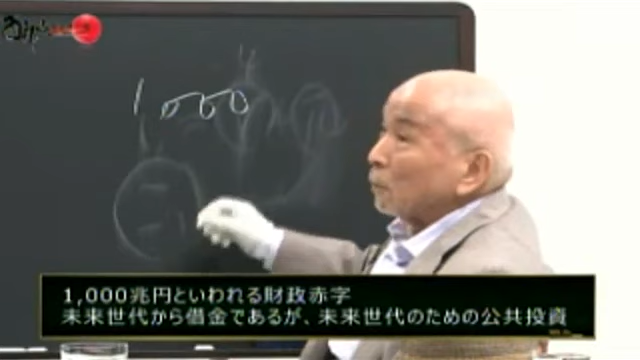 1000
1,000兆円といわれる財政赤字
未来世代から借金であるが、未来世代のための公共投資